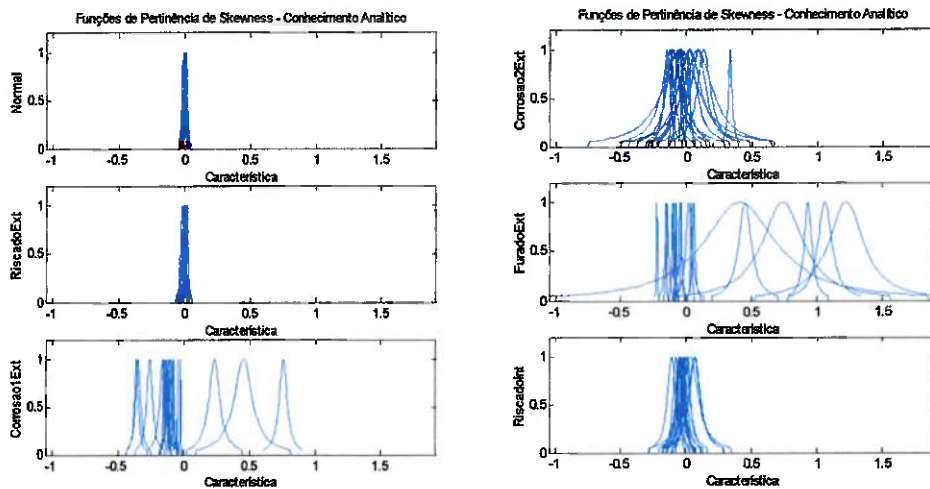 Funções de Pertinência de Skewness - Conhecimento Analítico
1
0.5
0
Normal
-1 -0.5 0 0.5 1 1.5
Característica
1
0.5
0
RiscadoExt
-1 -0.5 0 0.5 1 1.5
Característica
1
0.5
0
Corrosao1Ext
-1 -0.5 0 0.5 1 1.5
Característica
Funções de Pertinência de Skewness - Conhecimento Analítico
1
0.5
0
Corrosao2Ext
-1 -0.5 0 0.5 1 1.5
Característica
1
0.5
0
FuradoExt
-1 -0.5 0 0.5 1 1.5
Característica
1
0.5
0
RiscadoInt
-1 -0.5 0 0.5 1 1.5
Característica